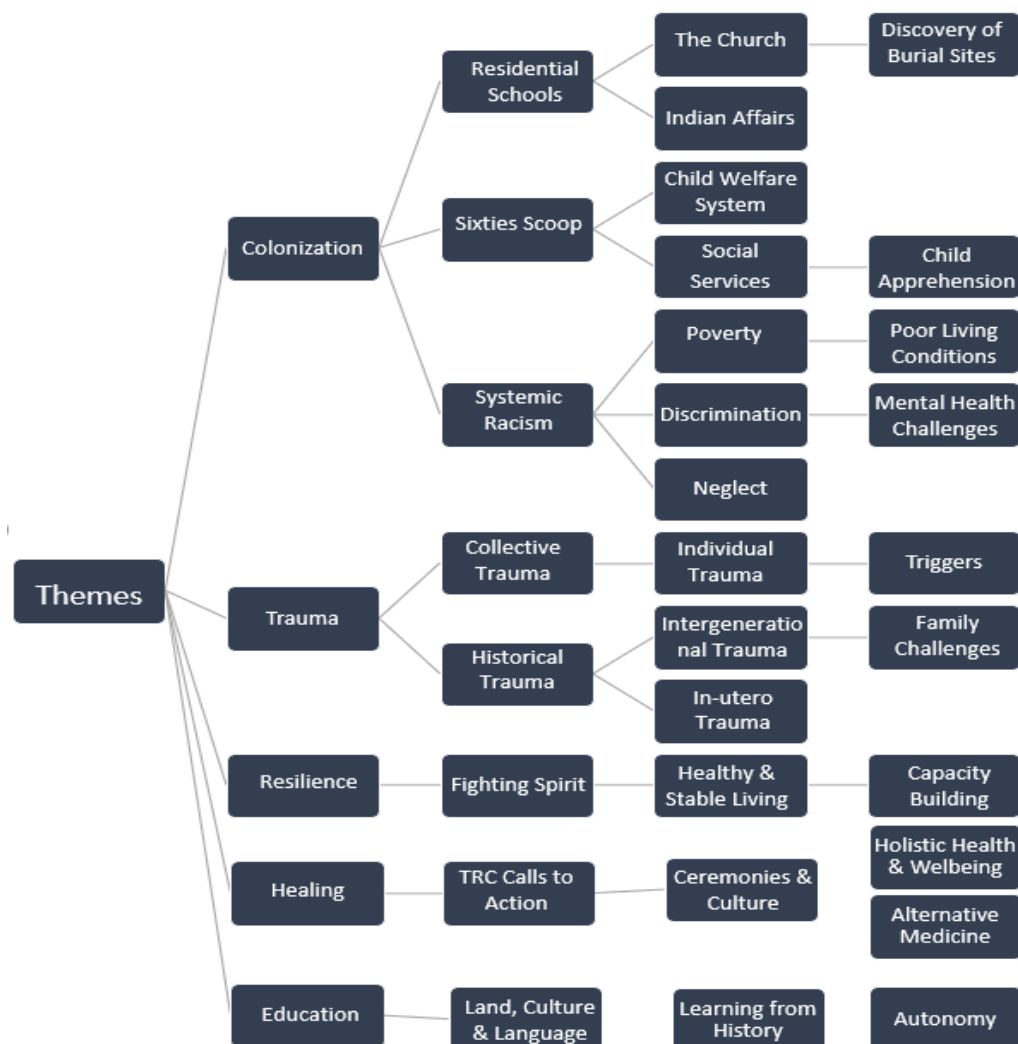 Themes
Colonization
Residential
Schools
The Church
Discovery of
Burial Sites
Indian Affairs
Sixties Scoop
Child Welfare
System
Social
Services
Child
Apprehension
Systemic
Racism
Poverty
Poor Living
Conditions
Discrimination
Mental Health
Challenges
Neglect
Trauma
Collective
Trauma
Individual
Trauma
Triggers
Historical
Trauma
Intergeneratio
nal Trauma
Family
Challenges
In-utero
Trauma
Resilience
Fighting Spirit
Healthy &
Stable Living
Capacity
Building
Healing
TRC Calls to
Action
Ceremonies &
Culture
Holistic Health
& Welbeing
Alternative
Medicine
Education
Land, Culture
& Language
Learning from
History
Autonomy